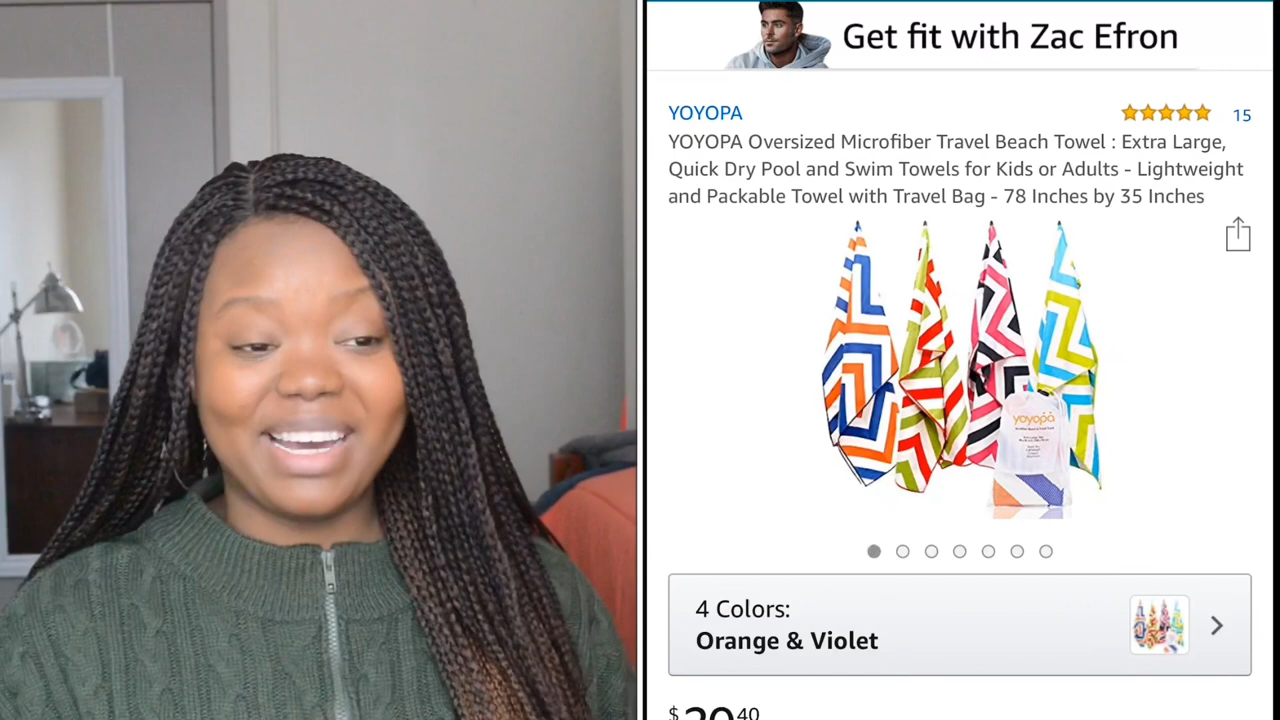 Get fit with Zac Efron
YOYOPA
15
YOYOPA Oversized Microfiber Travel Beach Towel : Extra Large,
Quick Dry Pool and Swim Towels for Kids or Adults - Lightweight
and Packable Towel with Travel Bag - 78 Inches by 35 Inches
yoyopa
4 Colors:
Orange & Violet
$2040